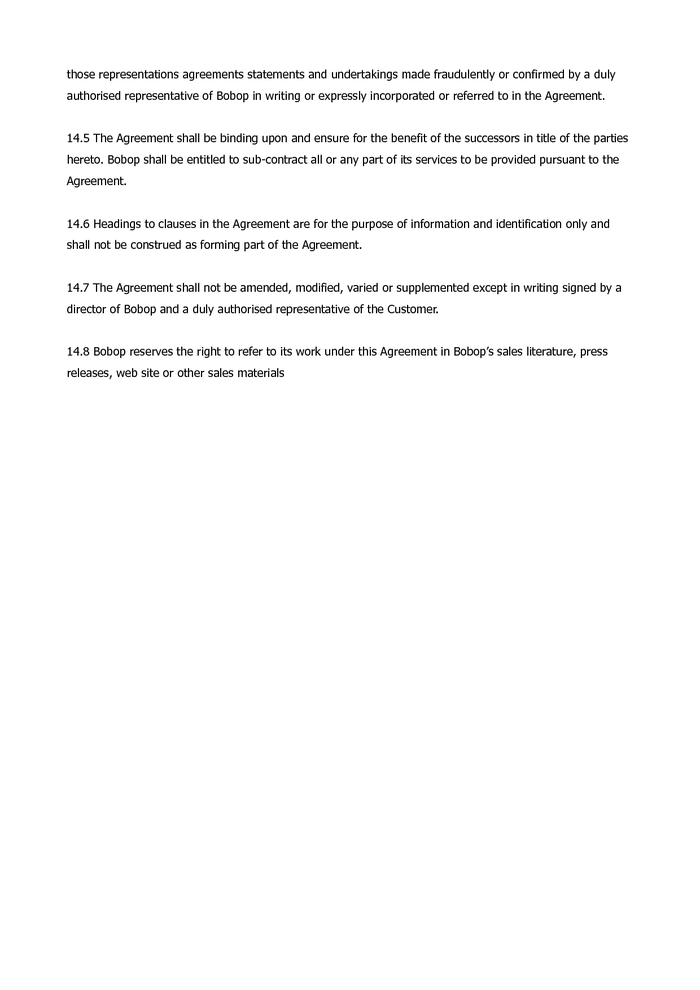 those representations agreements statements and undertakings made fraudulently or confirmed by a duly
authorised representative of Bobop in writing or expressly incorporated or referred to in the Agreement.
14.5 The Agreement shall be binding upon and ensure for the benefit of the successors in title of the parties
hereto. Bobop shall be entitled to sub-contract all or any part of its services to be provided pursuant to the
Agreement.
14.6 Headings to clauses in the Agreement are for the purpose of information and identification only and
shall not be construed as forming part of the Agreement.
14.7 The Agreement shall not be amended, modified, varied or supplemented except in writing signed by a
director of Bobop and a duly authorised representative of the Customer.
14.8 Bobop reserves the right to refer to its work under this Agreement in Bobop’s sales literature, press
releases, web site or other sales materials